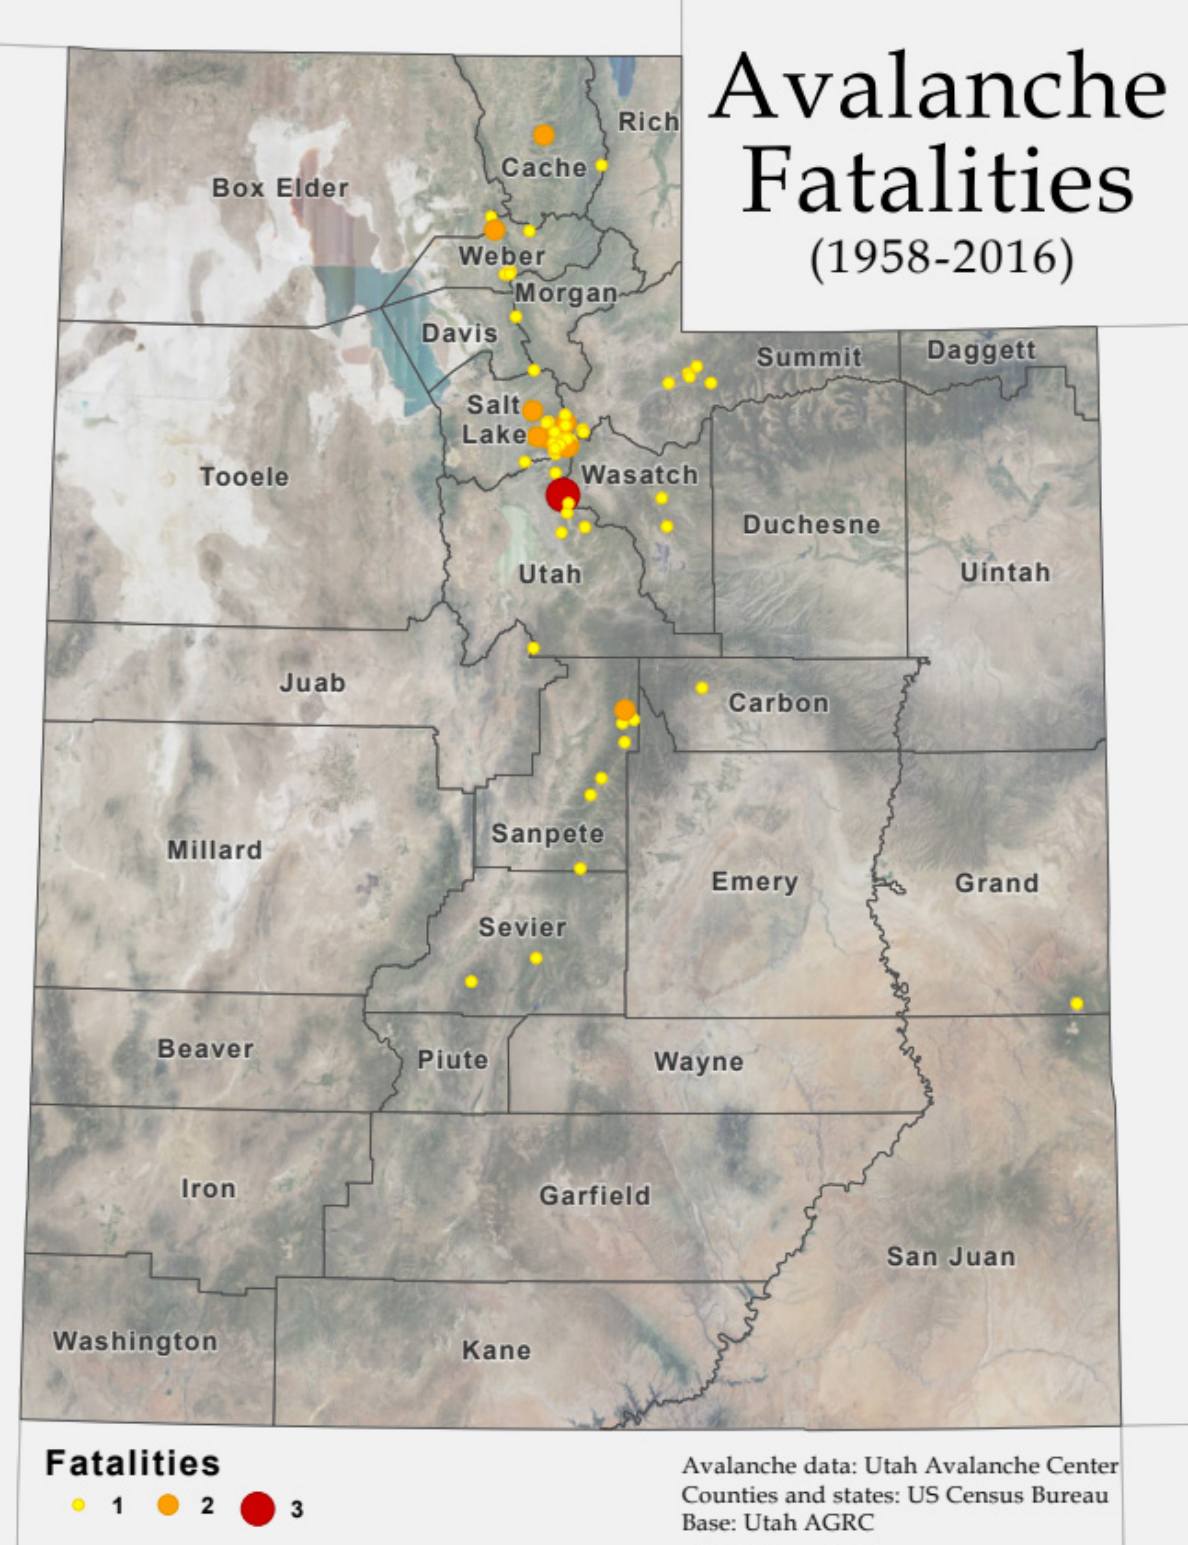 Avalanche
Fatalities
(1958-2016)
Rich
Cache
Box Elder
Weber
Morgan
Davis
Summit
Daggett
Salt
Lake
Tooele
Wasatch
Duchesne
Utah
Uintah
Juab
Carbon
Sanpete
Millard
Emery
Grand
Sevier
Beaver
Piute
Wayne
Iron
Garfield
San Juan
Washington
Kane
Fatalities
1 2 3
Avalanche data: Utah Avalanche Center
Counties and states: US Census Bureau
Base: Utah AGRC